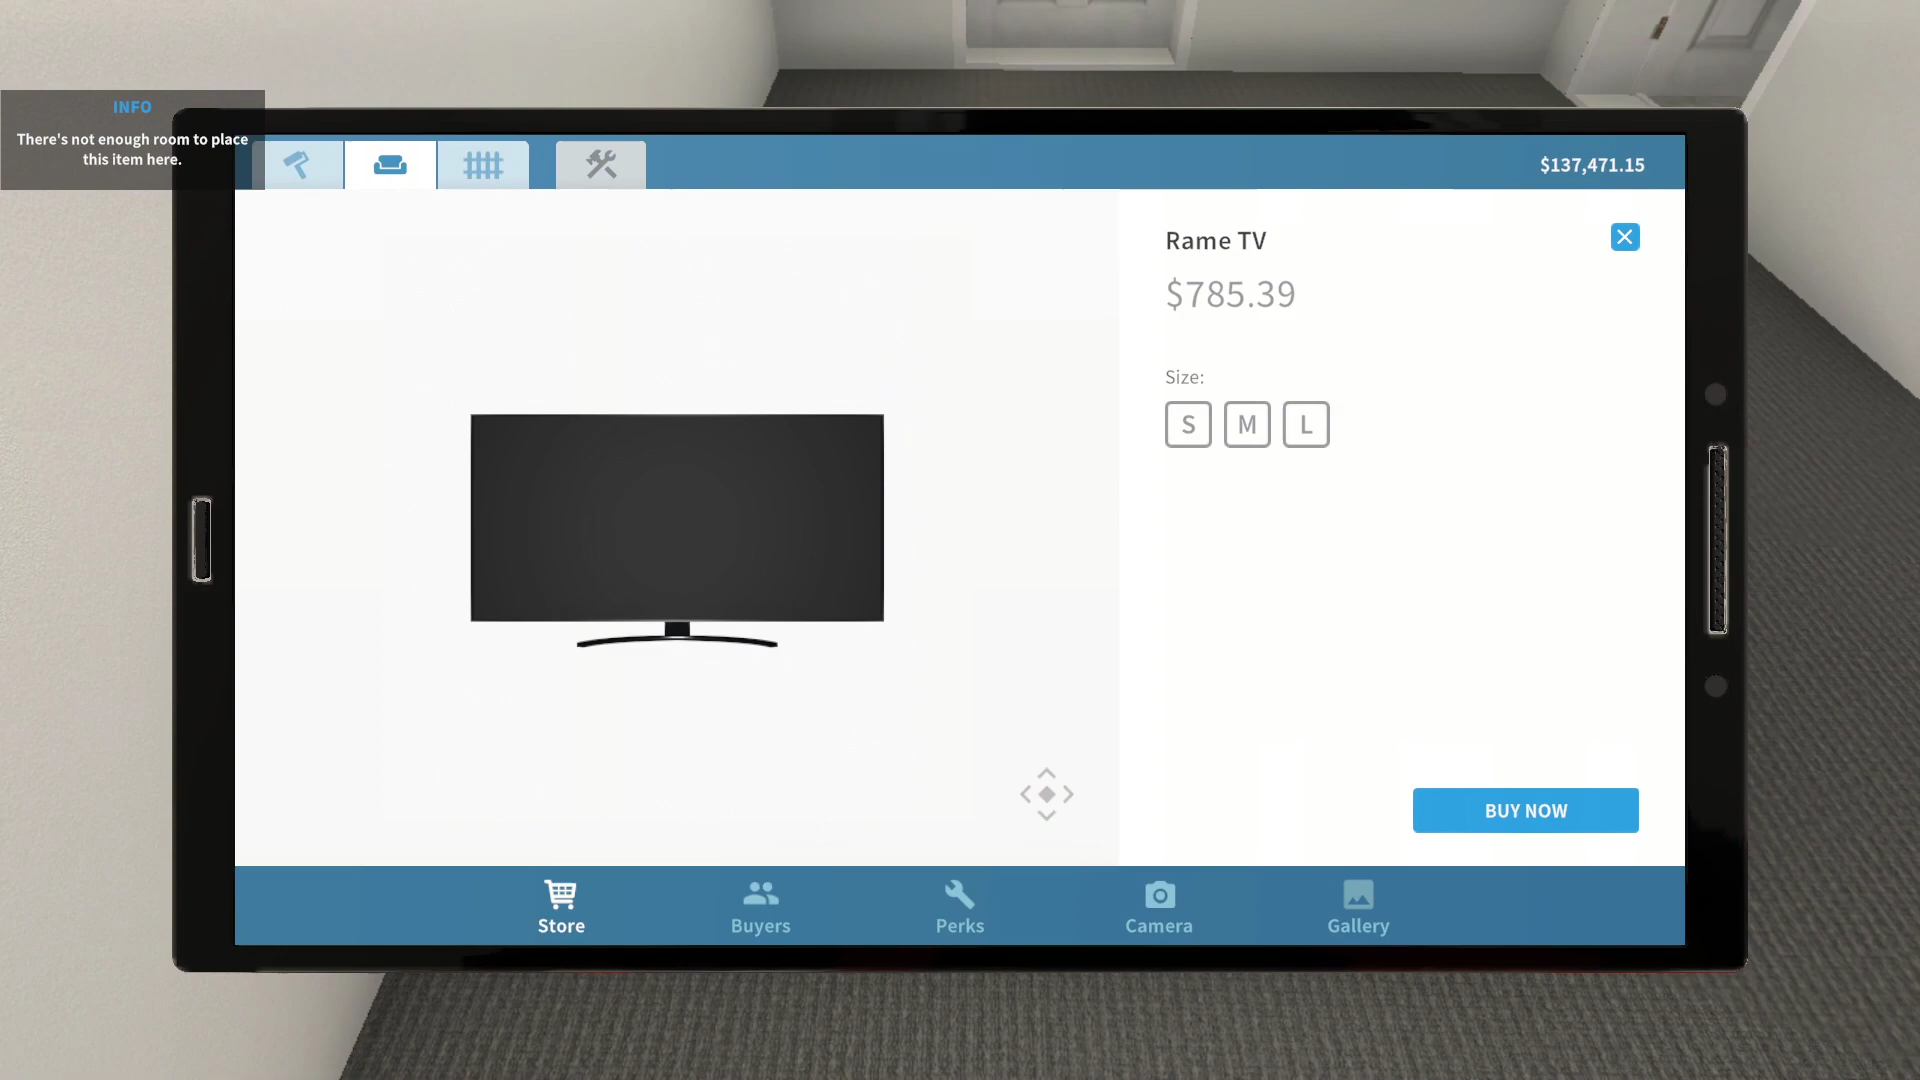 INFO
There's not enough room to place
this item here.
$137,471.15
Rame TV
$785.39
Size:
S M L
BUY NOW
Store Buyers Perks Camera Gallery